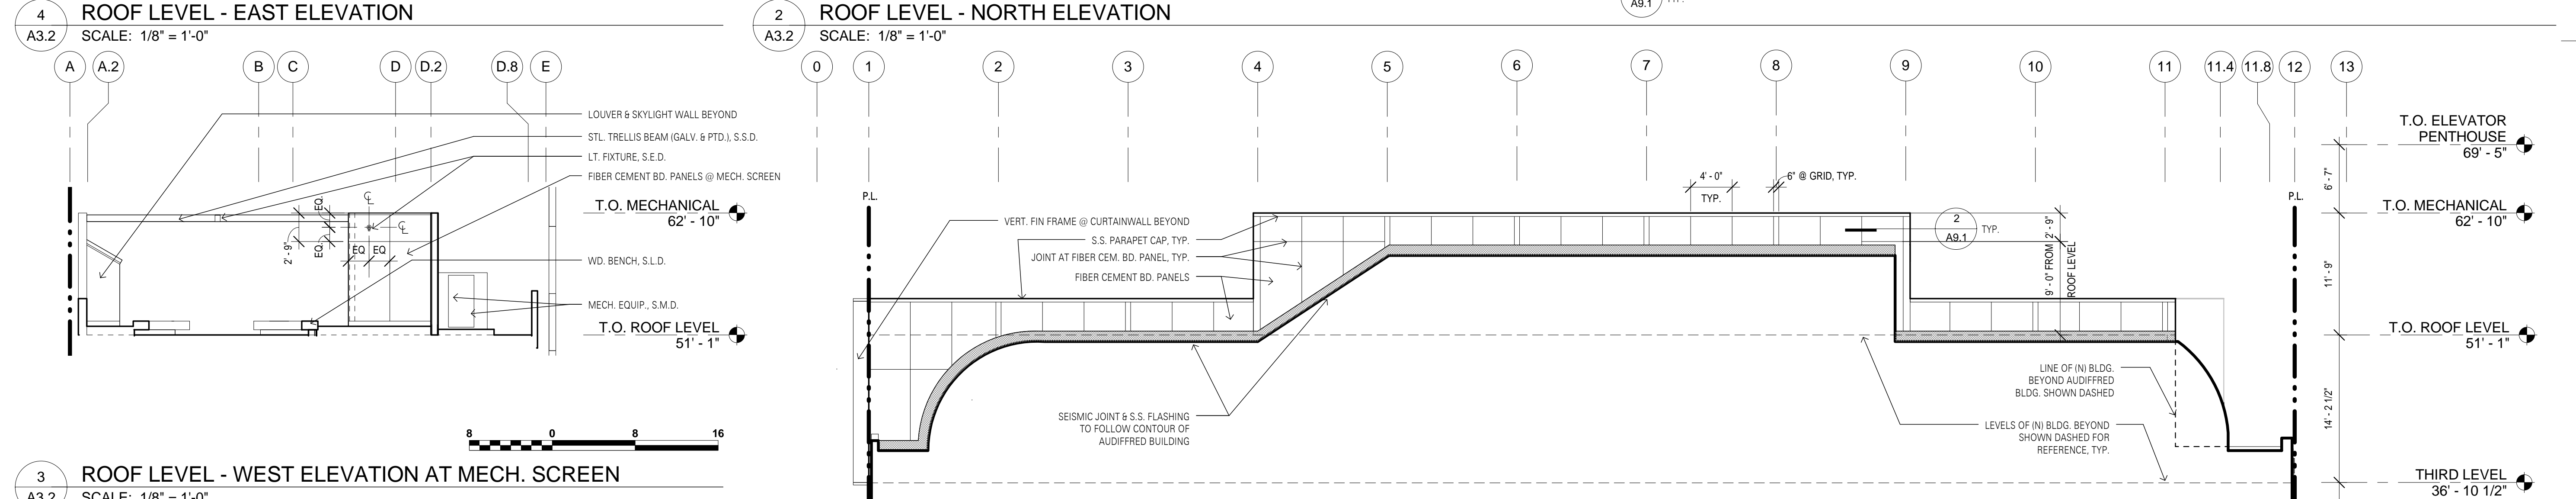 4
A3.2
ROOF LEVEL - EAST ELEVATION
SCALE: 1/8" = 1'-0"
2
A3.2
ROOF LEVEL - NORTH ELEVATION
SCALE: 1/8" = 1'-0"
A9.1
TYP.
A
A.2
B
C
D
D.2
D.8
E
LOUVER & SKYLIGHT WALL BEYOND
STL. TRELLIS BEAM (GALV. & PTD.), S.S.D.
LT. FIXTURE, S.E.D.
FIBER CEMENT BD. PANELS @ MECH. SCREEN
T.O. MECHANICAL
62' - 10"
WD. BENCH, S.L.D.
MECH. EQUIP., S.M.D.
T.O. ROOF LEVEL
51' - 1"
2' - 9"
EQ.
EQ.
EQ
EQ
CL
CL
8
0
8
16
3
A3.2
ROOF LEVEL - WEST ELEVATION AT MECH. SCREEN
SCALE: 1/8" = 1'-0"
0
1
2
3
4
5
6
7
8
9
10
11
11.4
11.8
12
13
P.L.
VERT. FIN FRAME @ CURTAINWALL BEYOND
S.S. PARAPET CAP, TYP.
JOINT AT FIBER CEM. BD. PANEL, TYP.
FIBER CEMENT BD. PANELS
SEISMIC JOINT & S.S. FLASHING
TO FOLLOW CONTOUR OF
AUDIFFRED BUILDING
4' - 0"
TYP.
6" @ GRID, TYP.
2
A9.1
TYP.
2' - 9"
9' - 0" FROM
ROOF LEVEL
LINE OF (N) BLDG.
BEYOND AUDIFFRED
BLDG. SHOWN DASHED
LEVELS OF (N) BLDG. BEYOND
SHOWN DASHED FOR
REFERENCE, TYP.
P.L.
6' - 7"
11' - 9"
14' - 2 1/2"
T.O. ELEVATOR
PENTHOUSE
69' - 5"
T.O. MECHANICAL
62' - 10"
T.O. ROOF LEVEL
51' - 1"
THIRD LEVEL
36' - 10 1/2"